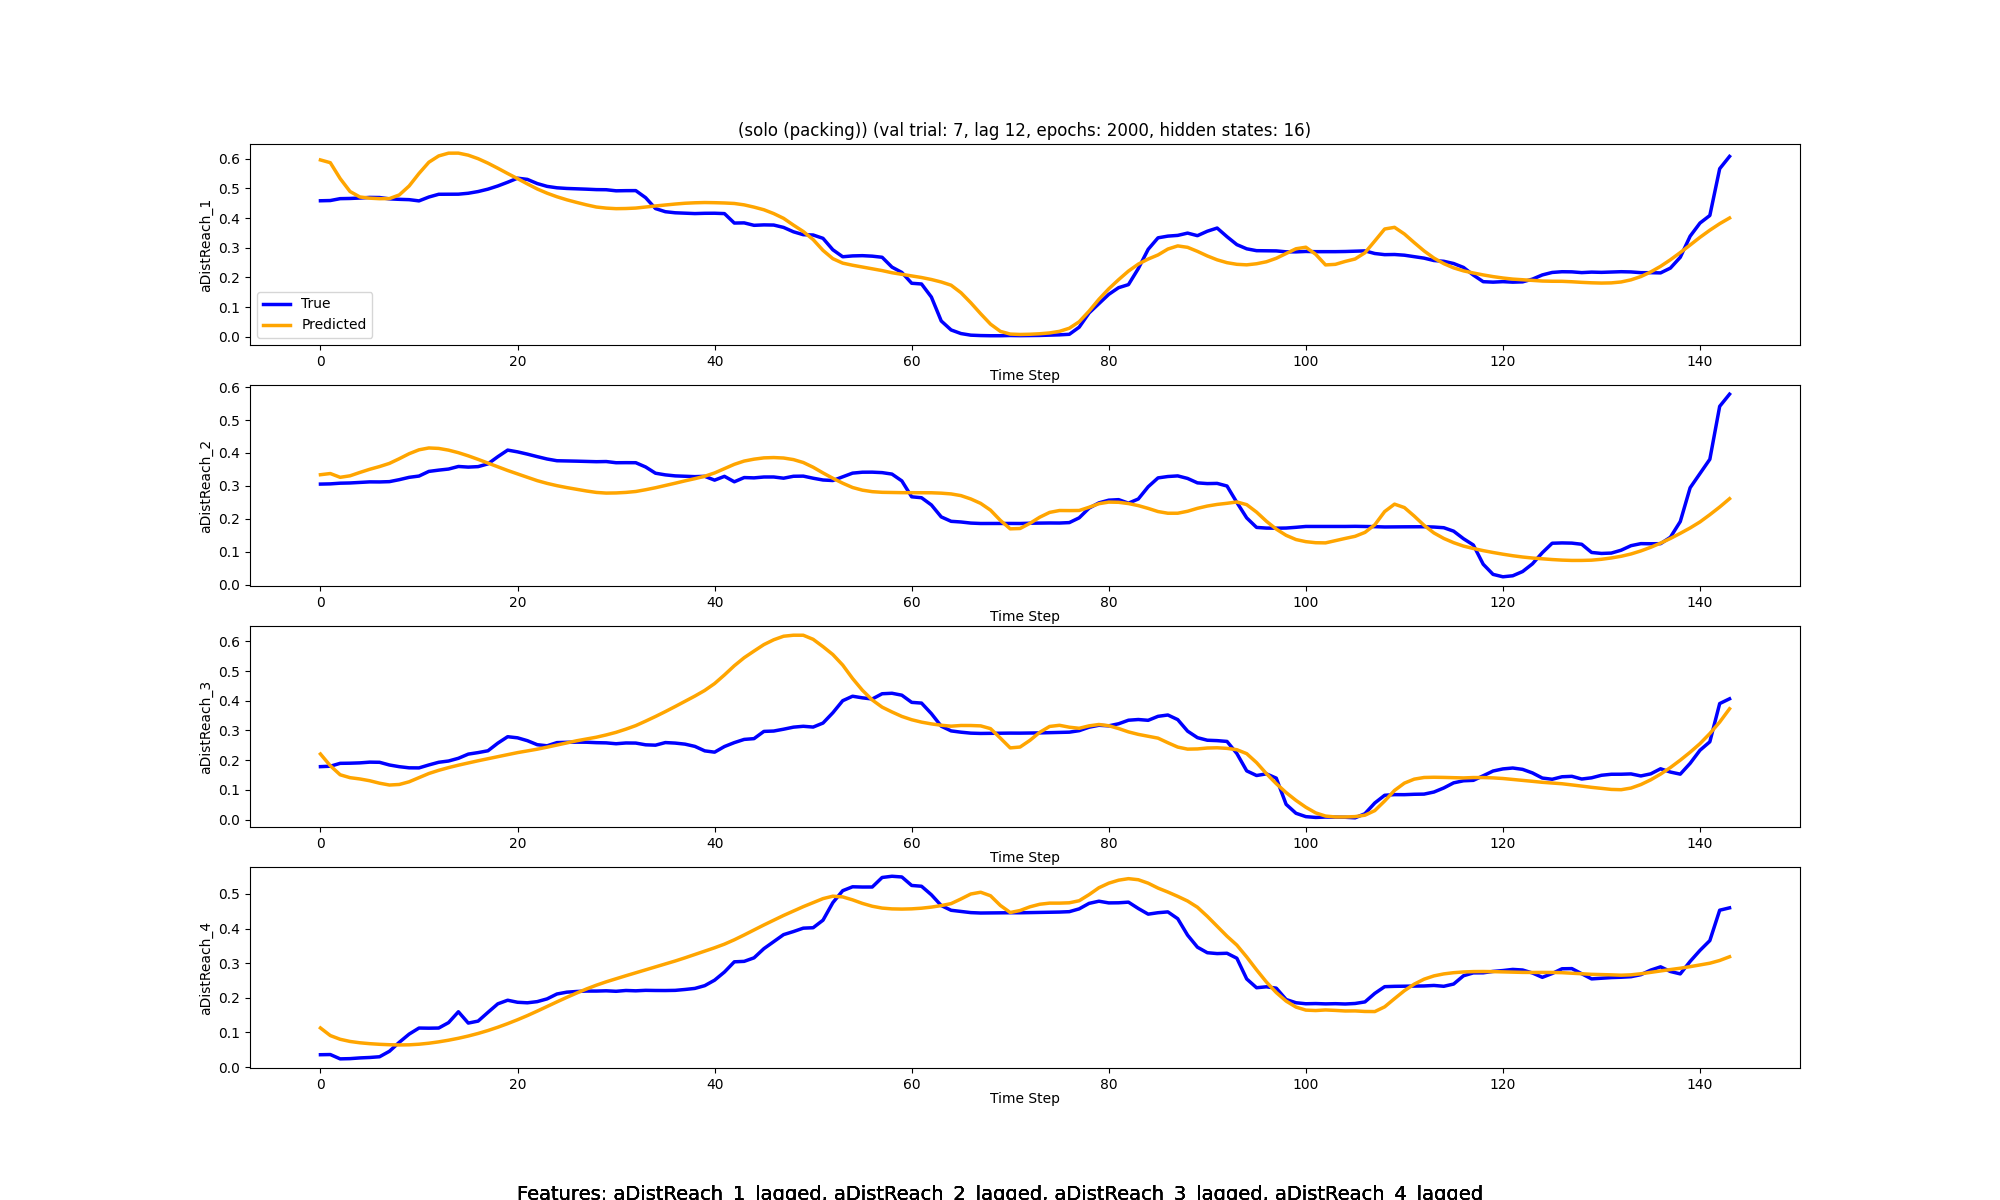 (solo (packing)) (val trial: 7, lag 12, epochs: 2000, hidden states: 16)
aDistReach_1
0.6
0.5
0.4
0.3
0.2
0.1
0.0
True
Predicted
0 20 40 60 80 100 120 140
Time Step
aDistReach_2
0.6
0.5
0.4
0.3
0.2
0.1
0.0
0 20 40 60 80 100 120 140
Time Step
aDistReach_3
0.6
0.5
0.4
0.3
0.2
0.1
0.0
0 20 40 60 80 100 120 140
Time Step
aDistReach_4
0.5
0.4
0.3
0.2
0.1
0.0
0 20 40 60 80 100 120 140
Time Step
Features: aDistReach_1_lagged, aDistReach_2_lagged, aDistReach_3_lagged, aDistReach_4_lagged